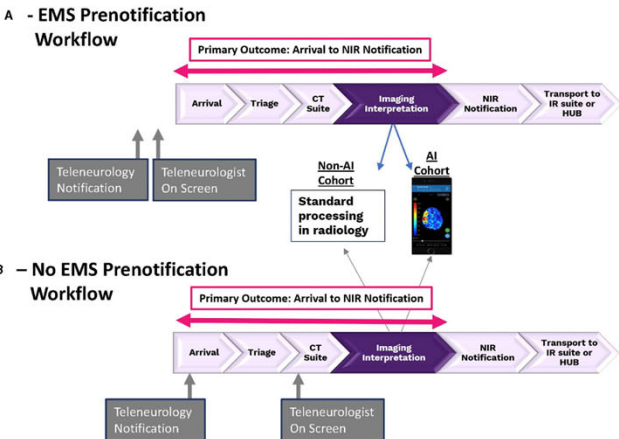 A - EMS Prenotification
Workflow
Primary Outcome: Arrival to NIR Notification
Arrival
Triage
CT
Suite
Imaging
Interpretation
NIR
Notification
Transport to
IR suite or
HUB
Teleneurology
Notification
Teleneurologist
On Screen
Non-AI
Cohort
Standard
processing
in radiology
AI
Cohort
B – No EMS Prenotification
Workflow
Primary Outcome: Arrival to NIR Notification
Arrival
Triage
CT
Suite
Imaging
Interpretation
NIR
Notification
Transport to
IR suite or
HUB
Teleneurology
Notification
Teleneurologist
On Screen